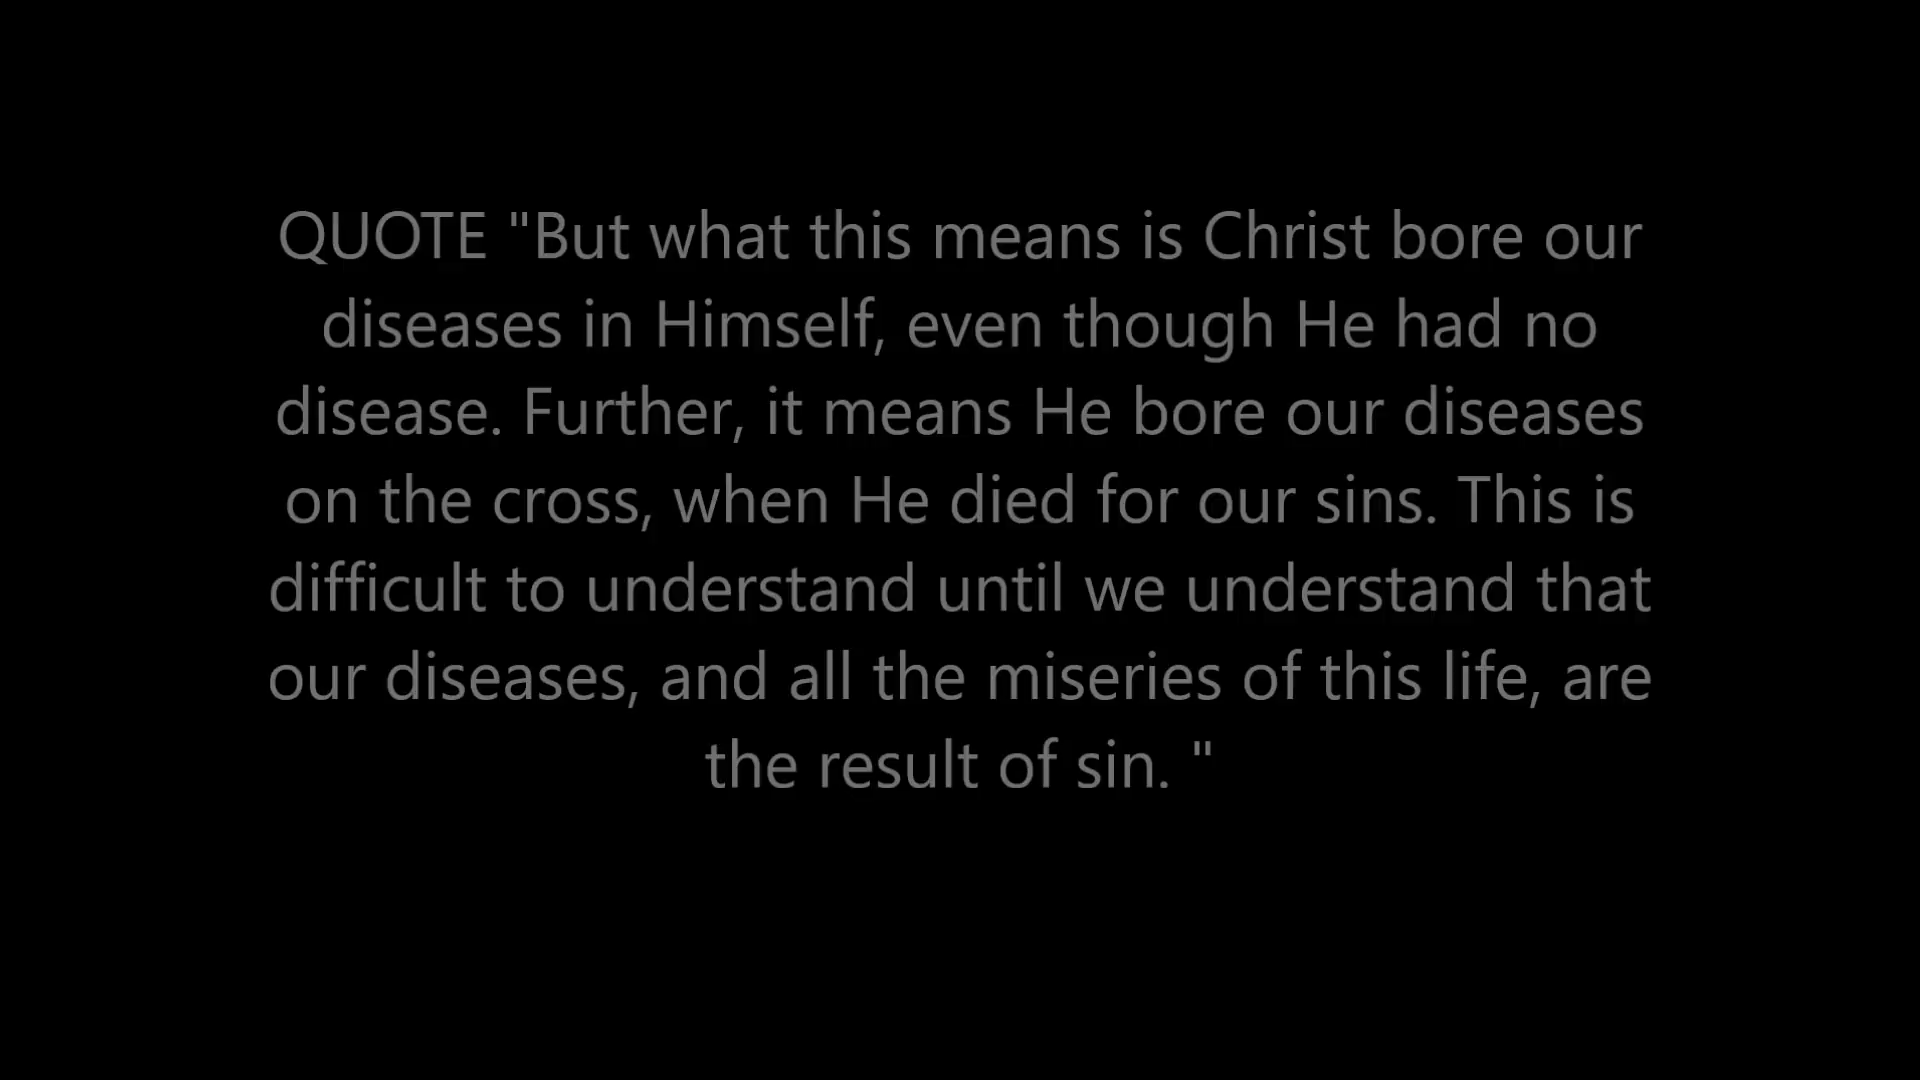 QUOTE "But what this means is Christ bore our
diseases in Himself, even though He had no
disease. Further, it means He bore our diseases
on the cross, when He died for our sins. This is
difficult to understand until we understand that
our diseases, and all the miseries of this life, are
the result of sin. "